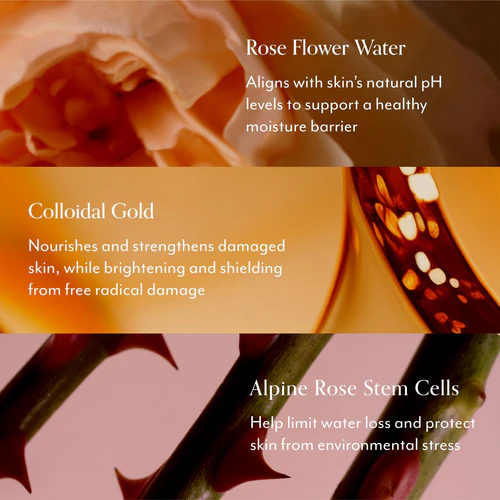 Rose Flower Water
Aligns with skin's natural pH
levels to support a healthy
moisture barrier
Colloidal Gold
Nourishes and strengthens damaged
skin, while brightening and shielding
from free radical damage
Alpine Rose Stem Cells
Help limit water loss and protect
skin from environmental stress